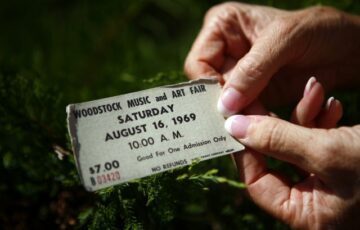 WOODSTOCK MUSIC and ART FAIR
SATURDAY
AUGUST 16, 1969
10:00 A. M.
$7.00
Good For One Admission Only
03420
NO REFUNDS